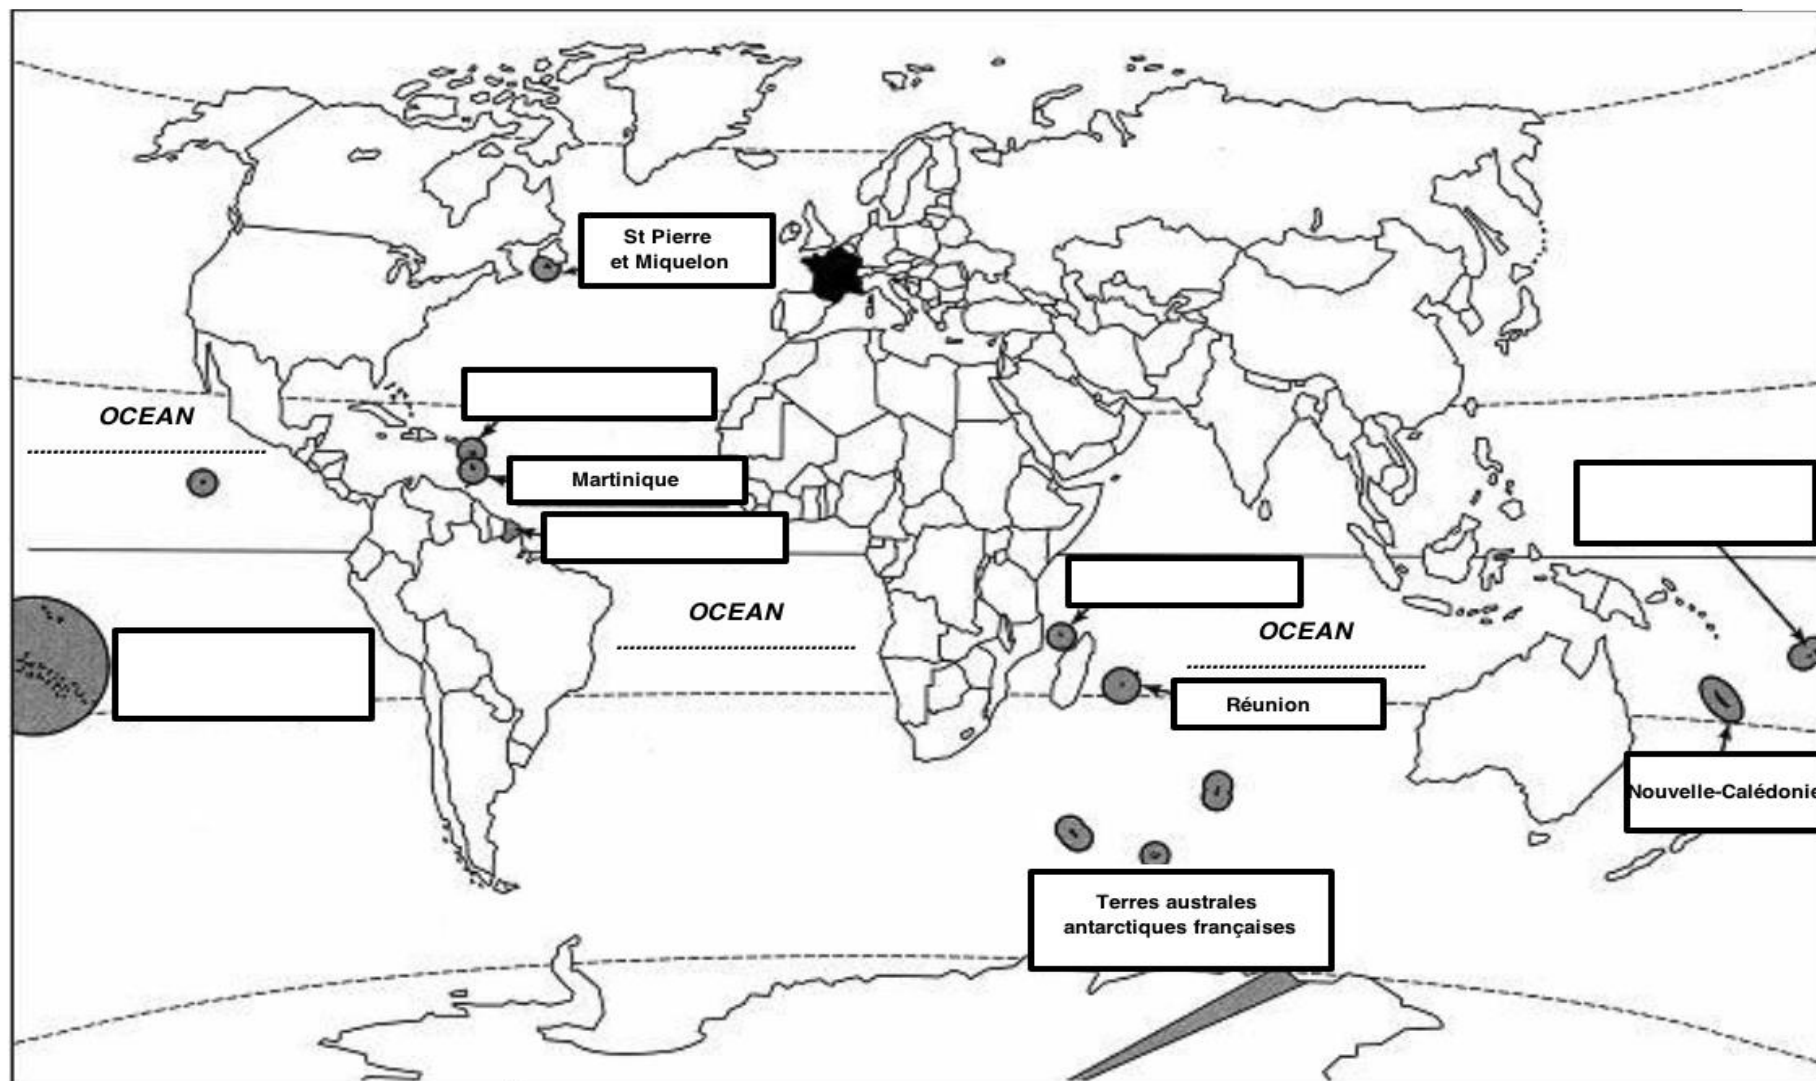 St Pierre
et Miquelon
OCEAN
Martinique
OCEAN
OCEAN
Réunion
Nouvelle-Calédonie
Terres australes
antarctiques françaises